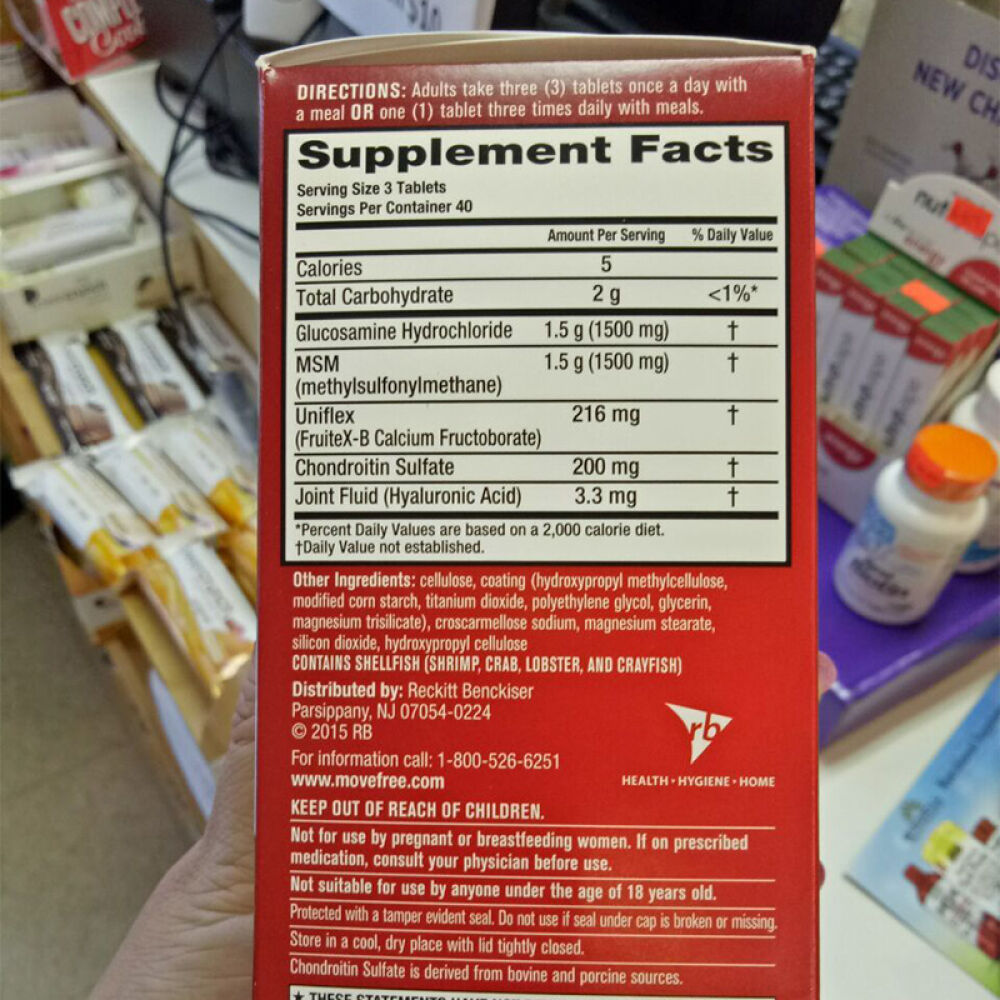 DIRECTIONS: Adults take three (3) tablets once a day with
a meal OR one (1) tablet three times daily with meals.
Supplement Facts
Serving Size 3 Tablets
Servings Per Container 40
Amount Per Serving % Daily Value
Calories 5
Total Carbohydrate 2 g <1%*
Glucosamine Hydrochloride 1.5 g (1500 mg) †
MSM 1.5 g (1500 mg) †
(methylsulfonylmethane)
Uniflex 216 mg †
(FruiteX-B Calcium Fructoborate)
Chondroitin Sulfate 200 mg †
Joint Fluid (Hyaluronic Acid) 3.3 mg †
*Percent Daily Values are based on a 2,000 calorie diet.
†Daily Value not established.
Other Ingredients: cellulose, coating (hydroxypropyl methylcellulose,
modified corn starch, titanium dioxide, polyethylene glycol, glycerin,
magnesium trisilicate), croscarmellose sodium, magnesium stearate,
silicon dioxide, hydroxypropyl cellulose
CONTAINS SHELLFISH (SHRIMP, CRAB, LOBSTER, AND CRAYFISH)
Distributed by: Reckitt Benckiser
Parsippany, NJ 07054-0224
© 2015 RB
rb
For information call: 1-800-526-6251
www.movefree.com
HEALTH • HYGIENE • HOME
KEEP OUT OF REACH OF CHILDREN.
Not for use by pregnant or breastfeeding women. If on prescribed
medication, consult your physician before use.
Not suitable for use by anyone under the age of 18 years old.
Protected with a tamper evident seal. Do not use if seal under cap is broken or missing.
Store in a cool, dry place with lid tightly closed.
Chondroitin Sulfate is derived from bovine and porcine sources.
★ THESE STATEMENTS HAVE
DIS
NEW CH
nut